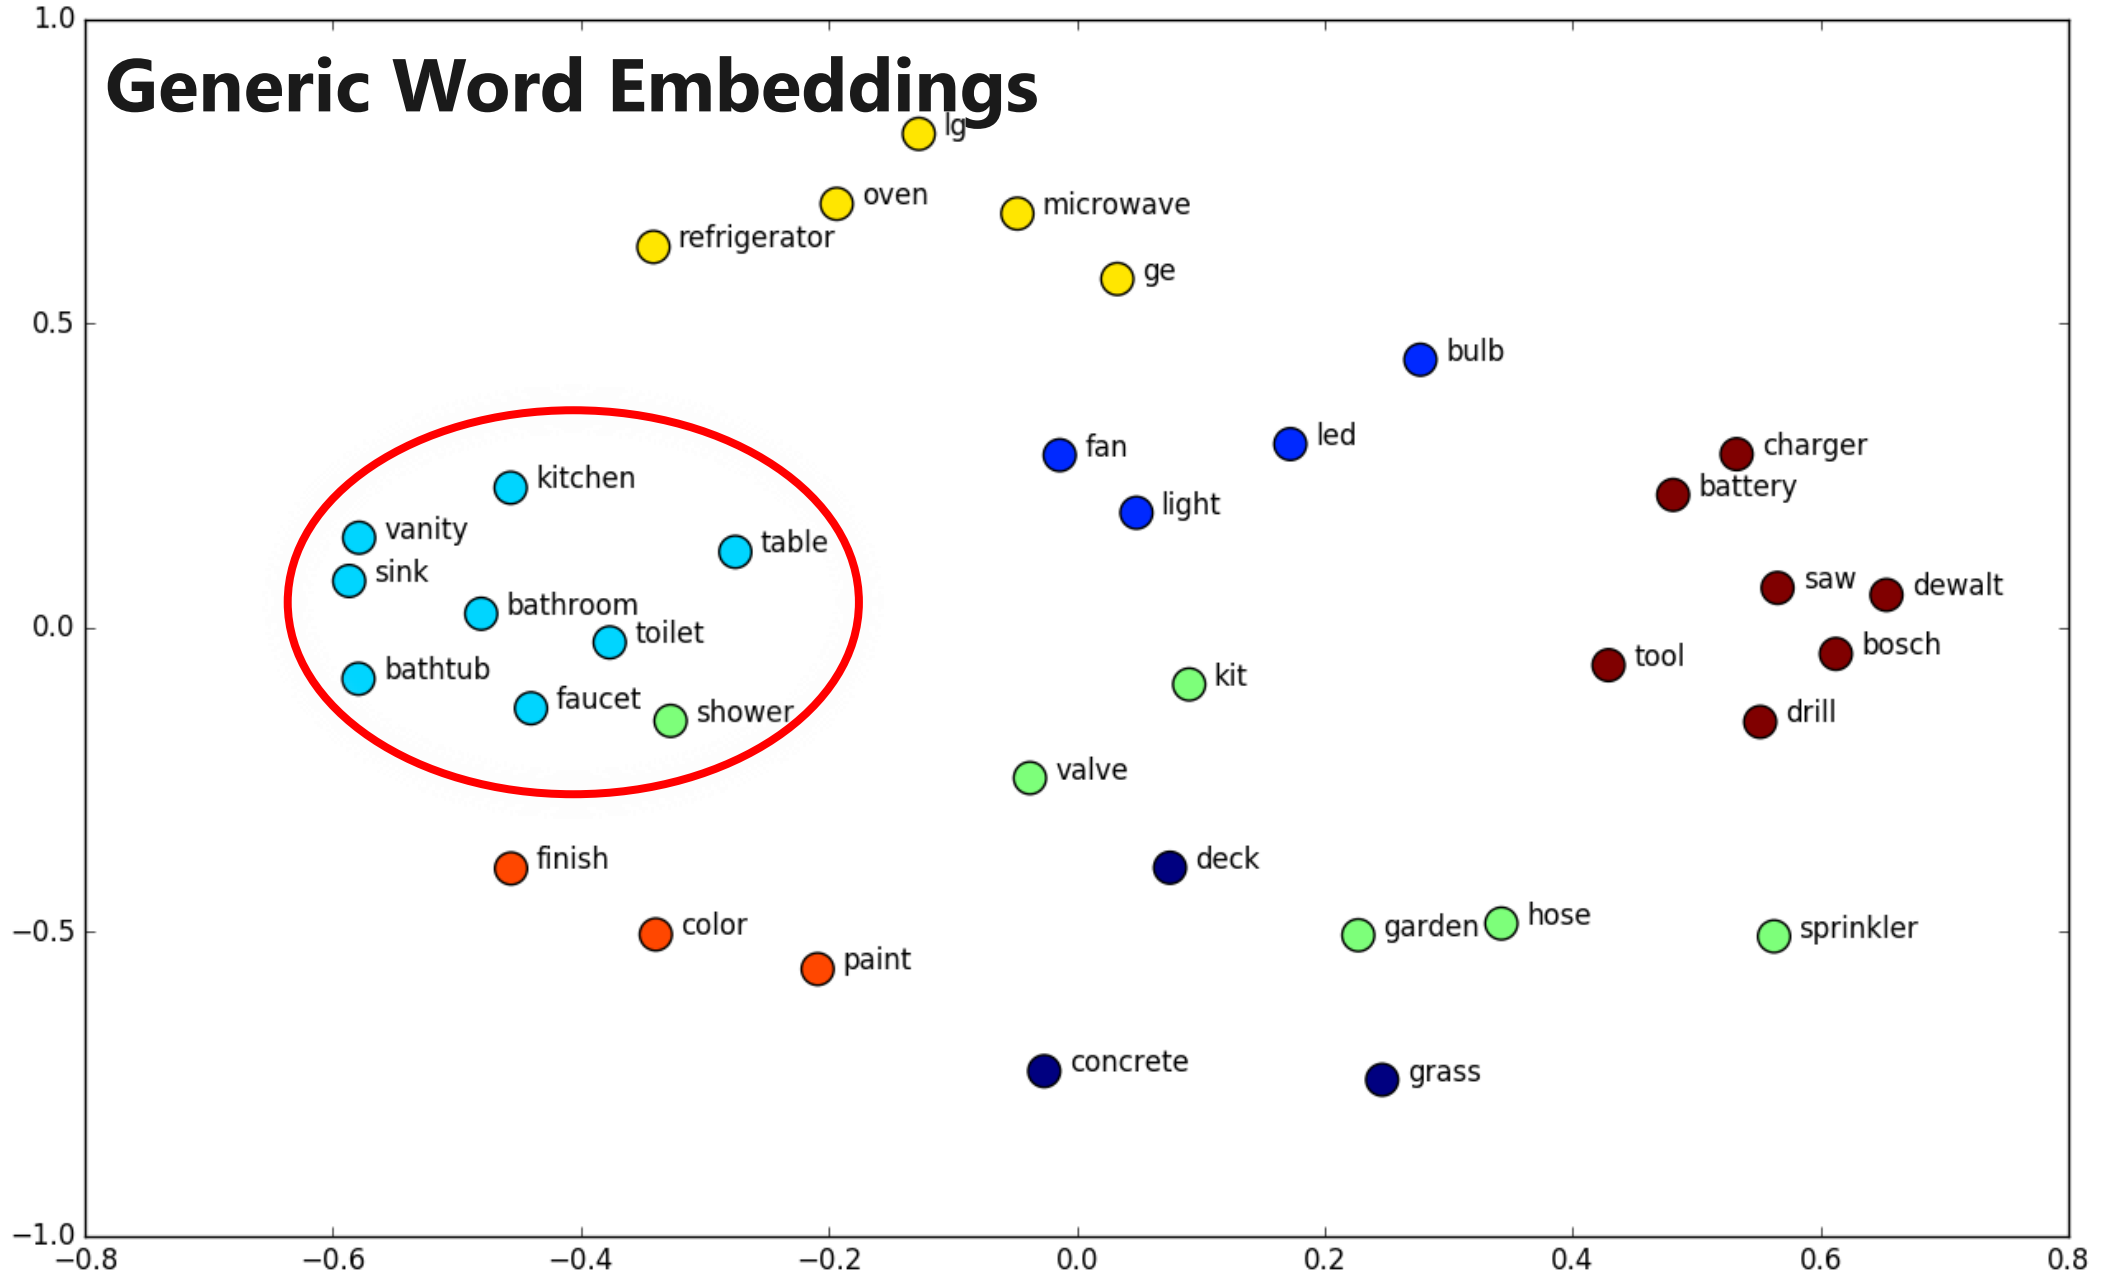 1.0
Generic Word Embeddings
lg
oven
microwave
refrigerator
ge
0.5
bulb
led
fan
charger
kitchen
battery
light
vanity
table
sink
saw
dewalt
bathroom
0.0
toilet
bosch
tool
bathtub
kit
faucet
shower
drill
valve
finish
deck
hose
color
garden
sprinkler
−0.5
paint
concrete
grass
−1.0
−0.8 −0.6 −0.4 −0.2 0.0 0.2 0.4 0.6 0.8